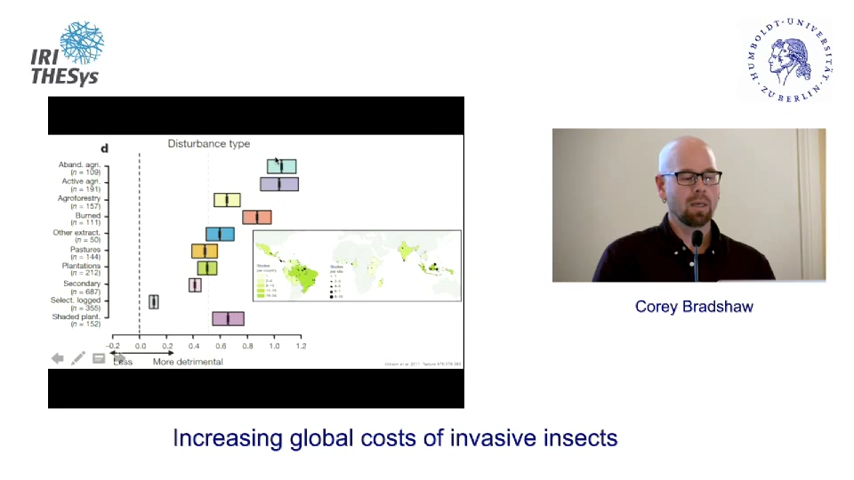 IRI
THESys
HUMBOLDT-UNIVERSITÄT
ZU BERLIN
d
Disturbance type
Aband. agri.
(n = 109)
Active agri.
(n = 191)
Agroforestry
(n = 157)
Burned
(n = 111)
Other extract.
(n = 50)
Pastures
(n = 144)
Plantations
(n = 212)
Secondary
(n = 687)
Select. logged
(n = 355)
Shaded plant.
(n = 152)
−0.2 0.0 0.2 0.4 0.6 0.8 1.0 1.2
Less More detrimental
Corey Bradshaw
Increasing global costs of invasive insects